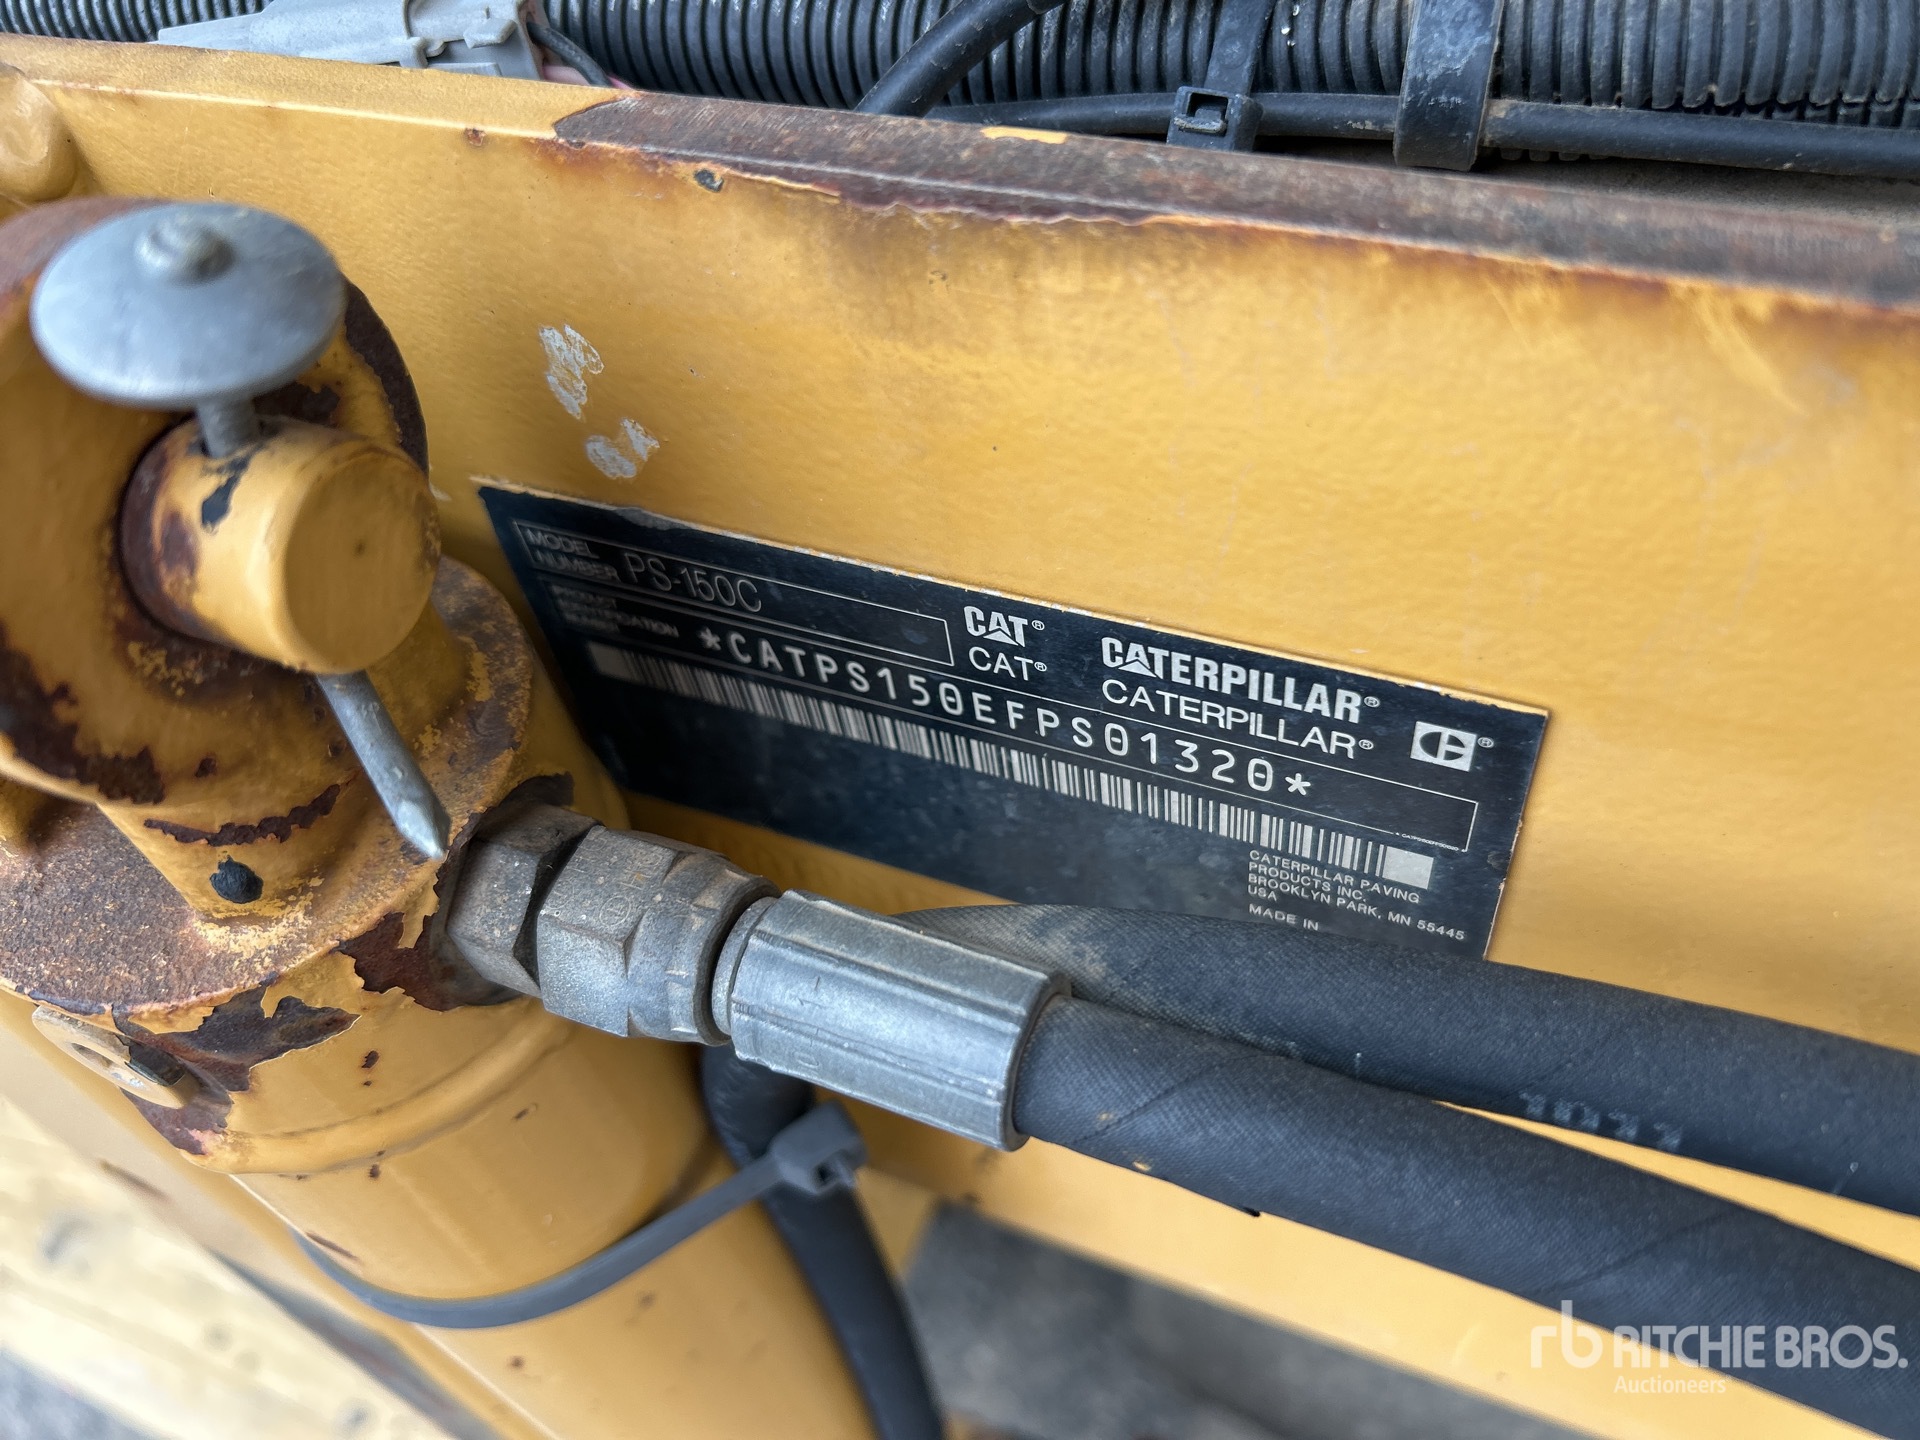 MODEL
NUMBER PS-150C
PRODUCT
IDENTIFICATION
NUMBER
*CATPS150EFPS01320*
CAT®
CAT®
CATERPILLAR®
CATERPILLAR®
CATERPILLAR PAVING
PRODUCTS INC.
BROOKLYN PARK, MN 55445
USA
MADE IN
rb RITCHIE BROS.
Auctioneers